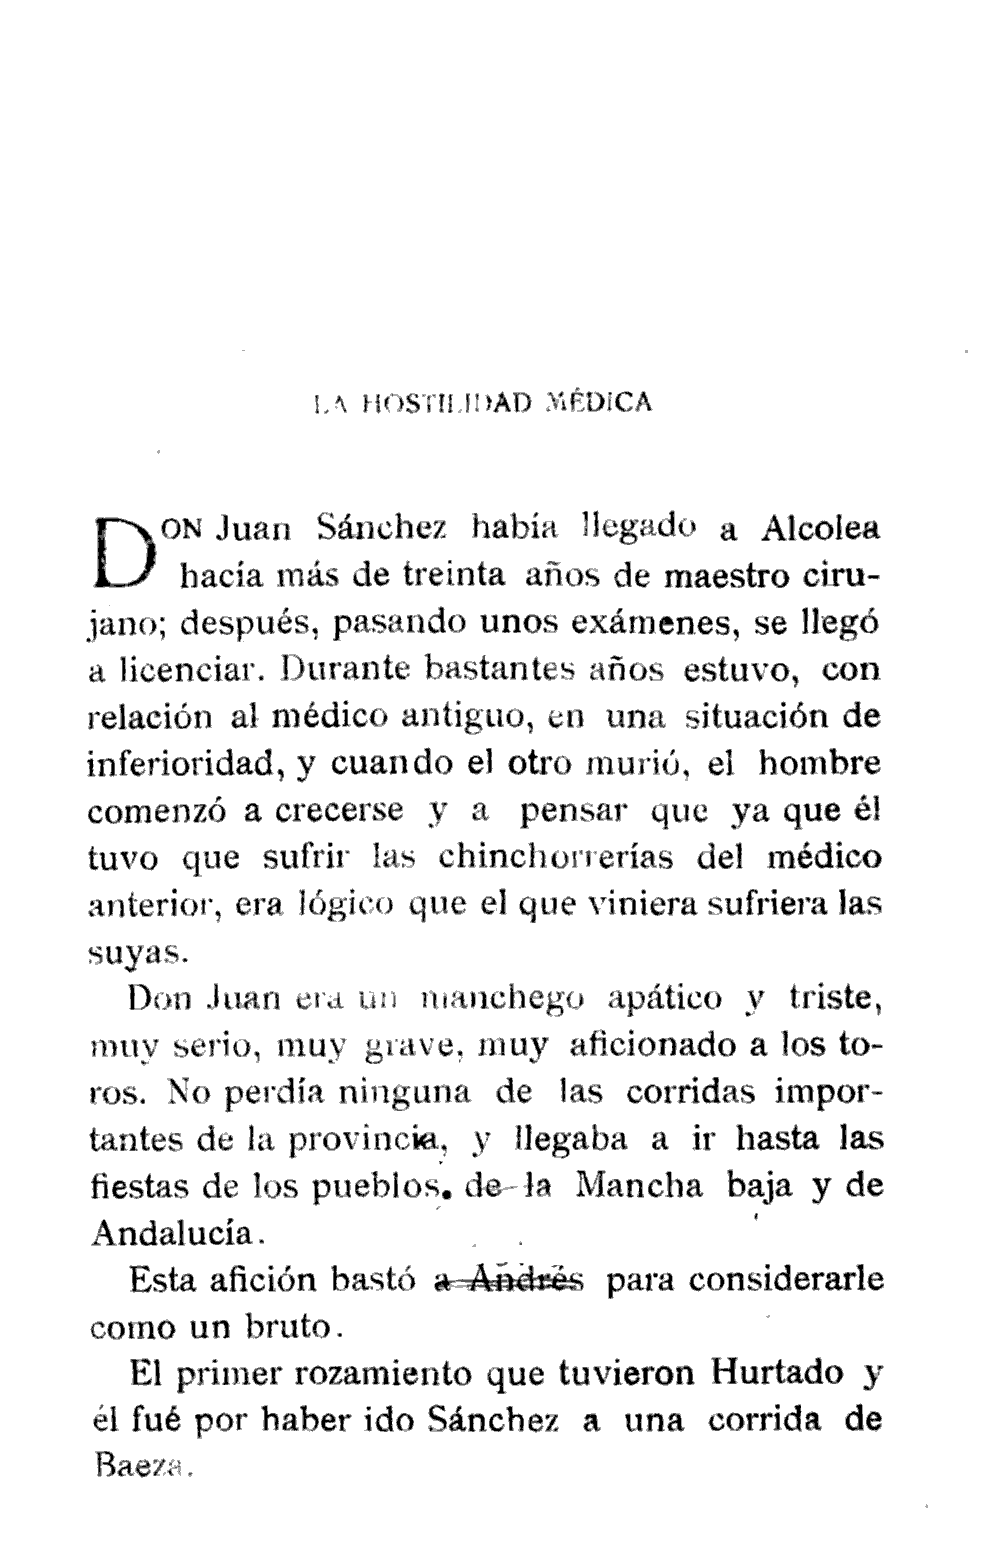 LA HOSTILIDAD MÉDICA
DON Juan Sánchez había llegado a Alcolea
hacía más de treinta años de maestro ciru-
jano; después, pasando unos exámenes, se llegó
a licenciar. Durante bastantes años estuvo, con
relación al médico antiguo, en una situación de
inferioridad, y cuando el otro murió, el hombre
comenzó a crecerse y a pensar que ya que él
tuvo que sufrir las chinchorrerías del médico
anterior, era lógico que el que viniera sufriera las
suyas.
Don Juan era un manchego apático y triste,
muy serio, muy grave, muy aficionado a los to-
ros. No perdía ninguna de las corridas impor-
tantes de la provincia, y llegaba a ir hasta las
fiestas de los pueblos. de la Mancha baja y de
Andalucía.
Esta afición bastó a Andrés para considerarle
como un bruto.
El primer rozamiento que tuvieron Hurtado y
él fué por haber ido Sánchez a una corrida de
Baeza.